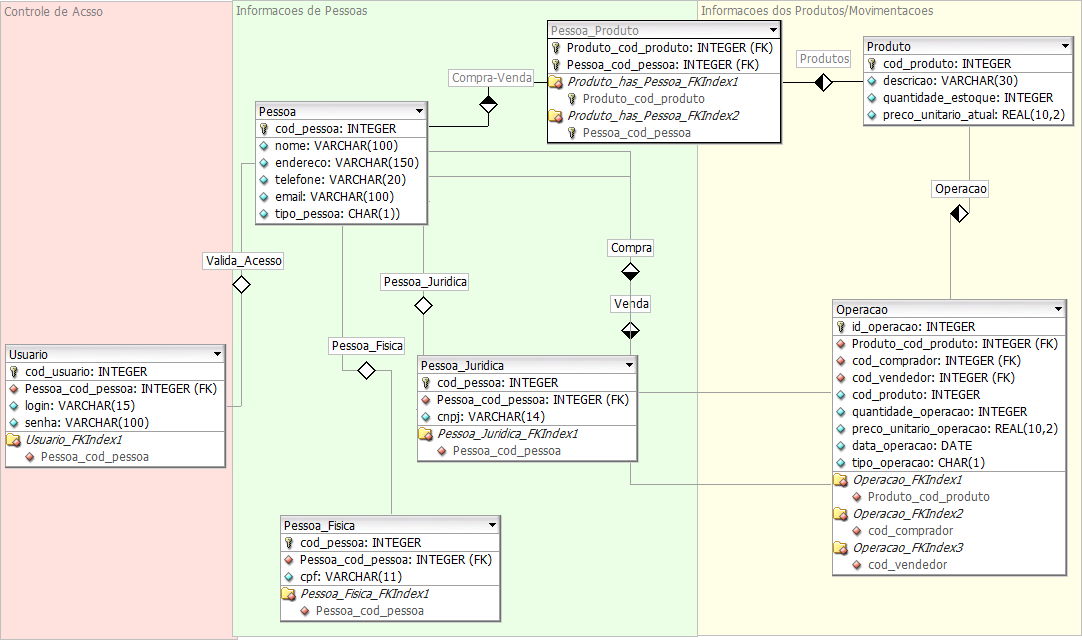 Controle de Acsso
Informacoes de Pessoas
Informacoes dos Produtos/Movimentacoes
Pessoa_Produto
Produto_cod_produto: INTEGER (FK)
Pessoa_cod_pessoa: INTEGER (FK)
Produto_has_Pessoa_FKIndex1
Produto_cod_produto
Produto_has_Pessoa_FKIndex2
Pessoa_cod_pessoa
Produtos
Produto
cod_produto: INTEGER
descricao: VARCHAR(30)
quantidade_estoque: INTEGER
preco_unitario_atual: REAL(10,2)
Compra-Venda
Pessoa
cod_pessoa: INTEGER
nome: VARCHAR(100)
endereco: VARCHAR(150)
telefone: VARCHAR(20)
email: VARCHAR(100)
tipo_pessoa: CHAR(1))
Operacao
Valida_Acesso
Compra
Pessoa_Juridica
Venda
Pessoa_Fisica
Usuario
cod_usuario: INTEGER
Pessoa_cod_pessoa: INTEGER (FK)
login: VARCHAR(15)
senha: VARCHAR(100)
Usuario_FKIndex1
Pessoa_cod_pessoa
Pessoa_Juridica
cod_pessoa: INTEGER
Pessoa_cod_pessoa: INTEGER (FK)
cnpj: VARCHAR(14)
Pessoa_Juridica_FKIndex1
Pessoa_cod_pessoa
Operacao
id_operacao: INTEGER
Produto_cod_produto: INTEGER (FK)
cod_comprador: INTEGER (FK)
cod_vendedor: INTEGER (FK)
cod_produto: INTEGER
quantidade_operacao: INTEGER
preco_unitario_operacao: REAL(10,2)
data_operacao: DATE
tipo_operacao: CHAR(1)
Operacao_FKIndex1
Produto_cod_produto
Operacao_FKIndex2
cod_comprador
Operacao_FKIndex3
cod_vendedor
Pessoa_Fisica
cod_pessoa: INTEGER
Pessoa_cod_pessoa: INTEGER (FK)
cpf: VARCHAR(11)
Pessoa_Fisica_FKIndex1
Pessoa_cod_pessoa